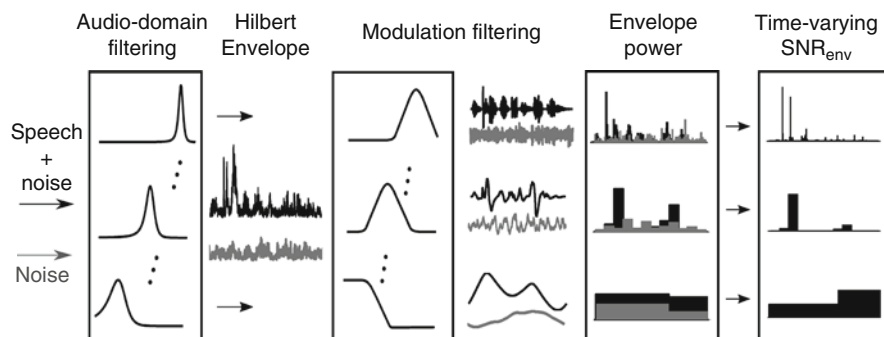 Audio-domain
filtering
Hilbert
Envelope
Modulation filtering
Envelope
power
Time-varying
SNRenv
Speech
+
noise
Noise